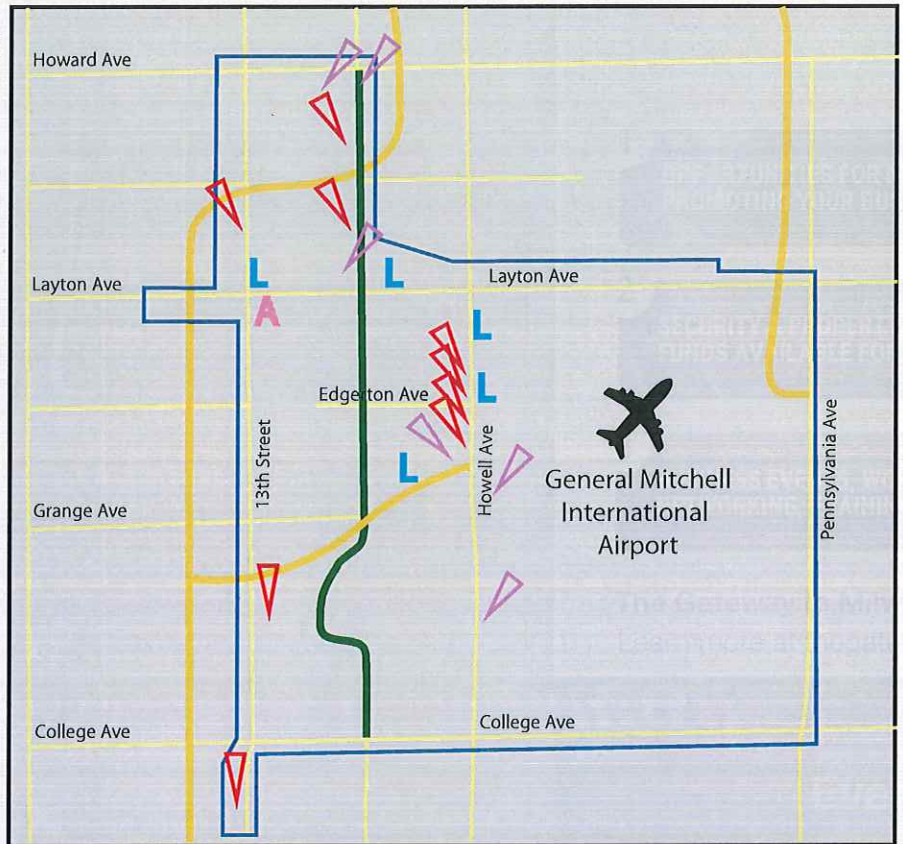 Howard Ave
L
L
Layton Ave
Layton Ave
A
L
L
Edgerton Ave
13th Street
Howell Ave
Pennsylvania Ave
L
General Mitchell
International
Airport
Grange Ave
College Ave
College Ave